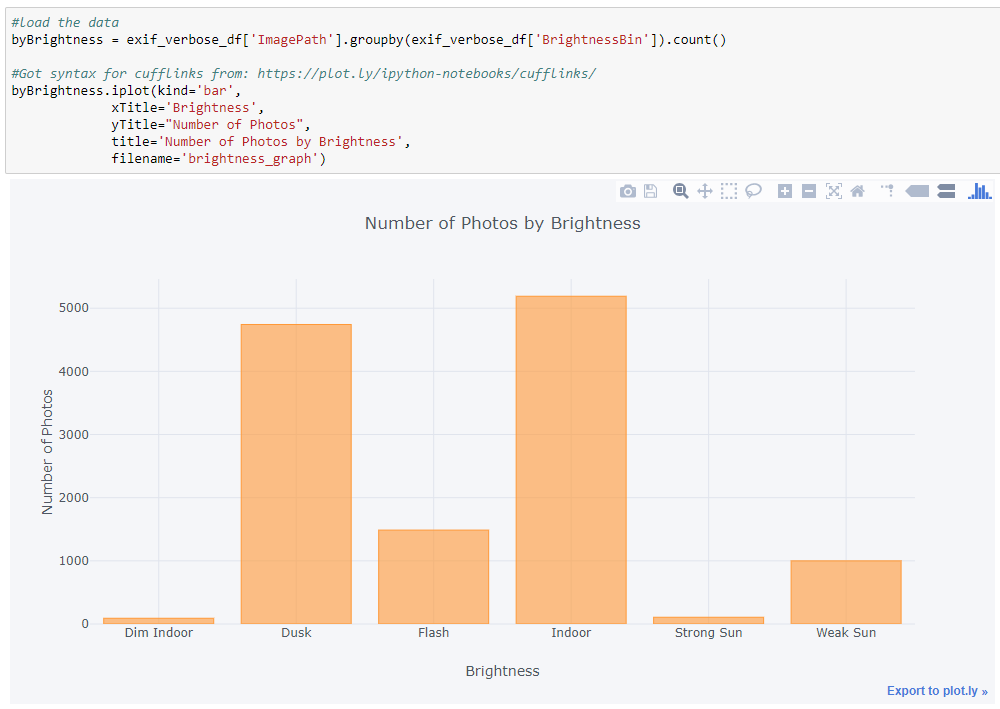 #load the data
byBrightness = exif_verbose_df['ImagePath'].groupby(exif_verbose_df['BrightnessBin']).count()
#Got syntax for cufflinks from: https://plot.ly/ipython-notebooks/cufflinks/
byBrightness.iplot(kind='bar',
xTitle='Brightness',
yTitle="Number of Photos",
title='Number of Photos by Brightness',
filename='brightness_graph')
Number of Photos by Brightness
Number of Photos
5000
4000
3000
2000
1000
0
Dim Indoor Dusk Flash Indoor Strong Sun Weak Sun
Brightness
Export to plot.ly »